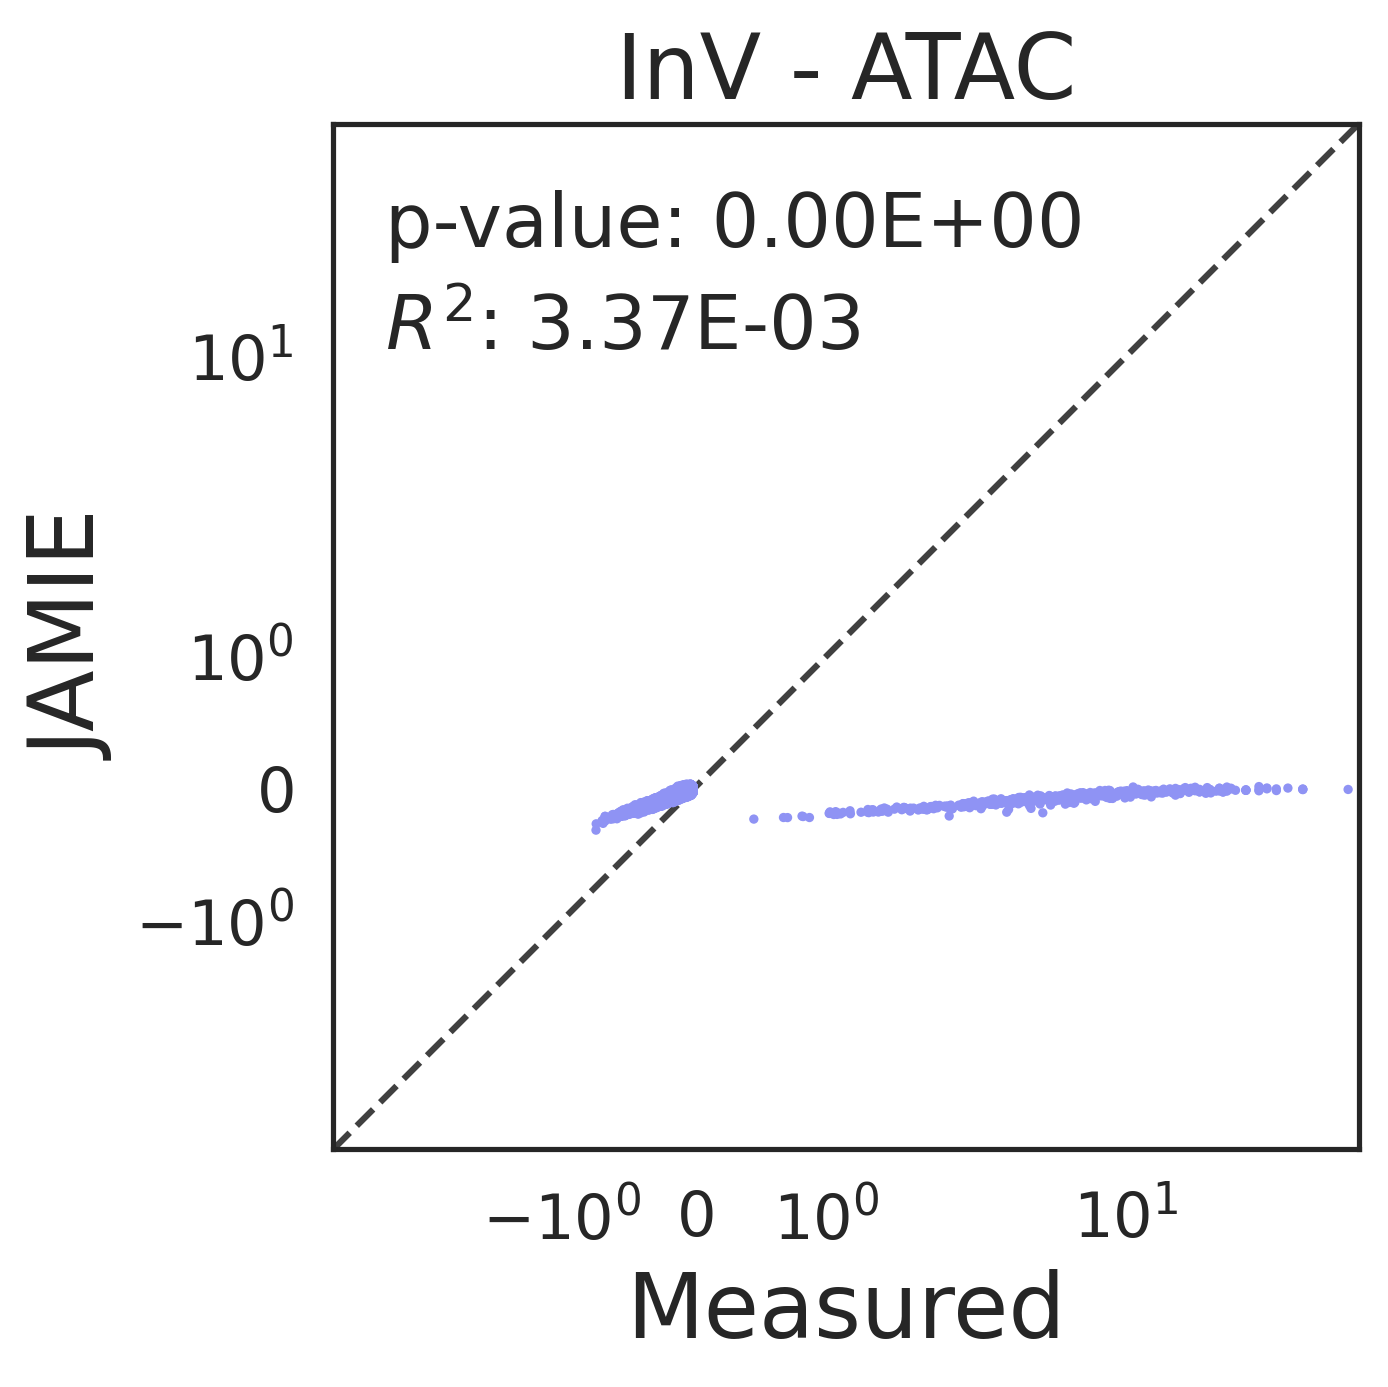 InV - ATAC
p-value: 0.00E+00
R²: 3.37E-03
JAMIE
10¹
10⁰
0
−10⁰
−10⁰ 0 10⁰ 10¹
Measured